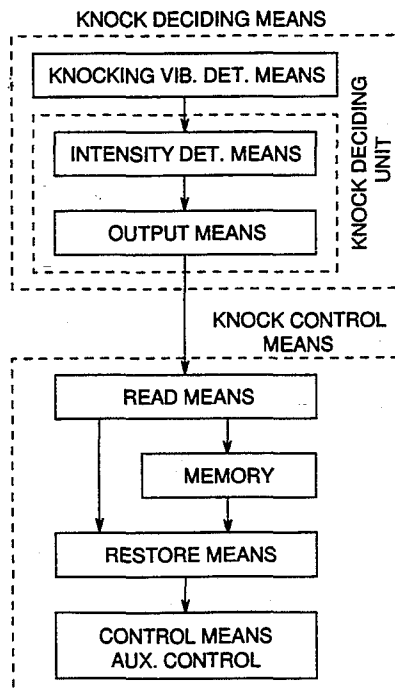 KNOCK DECIDING MEANS
KNOCKING VIB. DET. MEANS
INTENSITY DET. MEANS
OUTPUT MEANS
KNOCK DECIDING
UNIT
KNOCK CONTROL
MEANS
READ MEANS
MEMORY
RESTORE MEANS
CONTROL MEANS
AUX. CONTROL